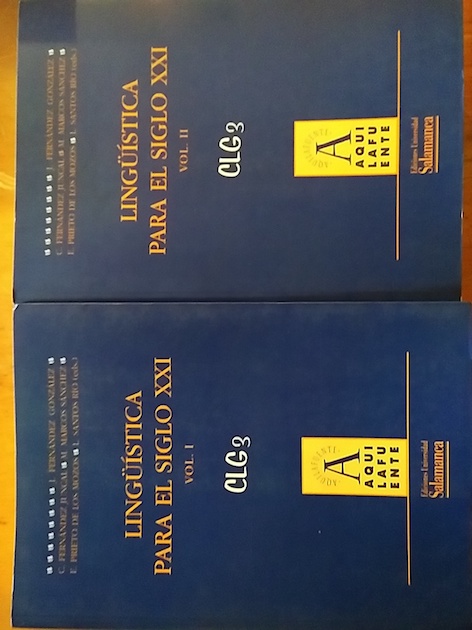 J. FERNÁNDEZ GONZÁLEZ
C. FERNÁNDEZ JUNCAL M. MARCOS SÁNCHEZ
E. PRIETO DE LOS MOZOS L. SANTOS RÍO (eds.)
LINGÜÍSTICA
PARA EL SIGLO XXI
VOL. I
CLG3
AQUILAFUENTE
A
AQUI
LAFU
ENTE
Ediciones Universidad
Salamanca
J. FERNÁNDEZ GONZÁLEZ
C. FERNÁNDEZ JUNCAL M. MARCOS SÁNCHEZ
E. PRIETO DE LOS MOZOS L. SANTOS RÍO (eds.)
LINGÜÍSTICA
PARA EL SIGLO XXI
VOL. II
CLG3
AQUILAFUENTE
A
AQUI
LAFU
ENTE
Ediciones Universidad
Salamanca